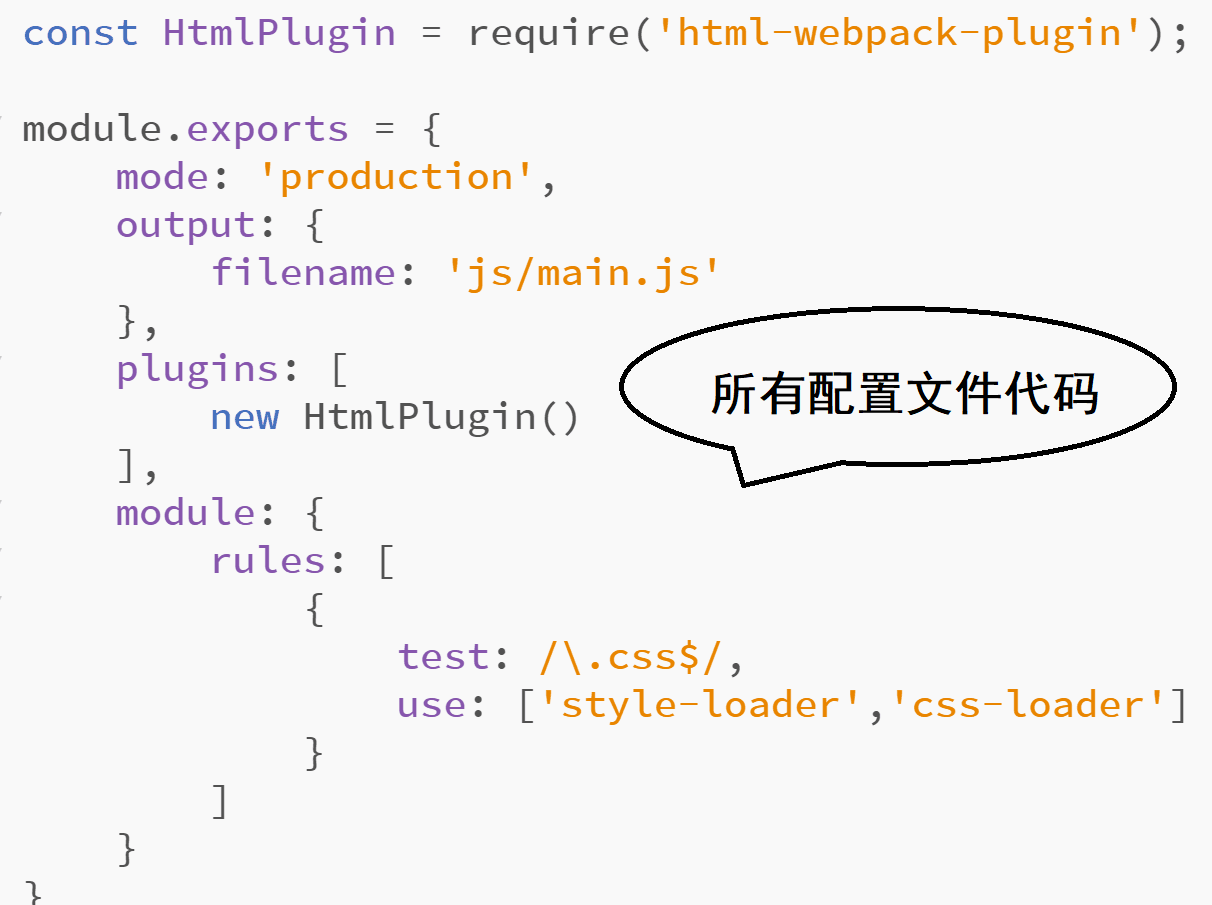 const HtmlPlugin = require('html-webpack-plugin');
module.exports = {
    mode: 'production',
    output: {
        filename: 'js/main.js'
    },
    plugins: [
        new HtmlPlugin()
    ],
所有配置文件代码
    module: {
        rules: [
            {
                test: /\.css$/,
                use: ['style-loader','css-loader']
            }
        ]
    }
}